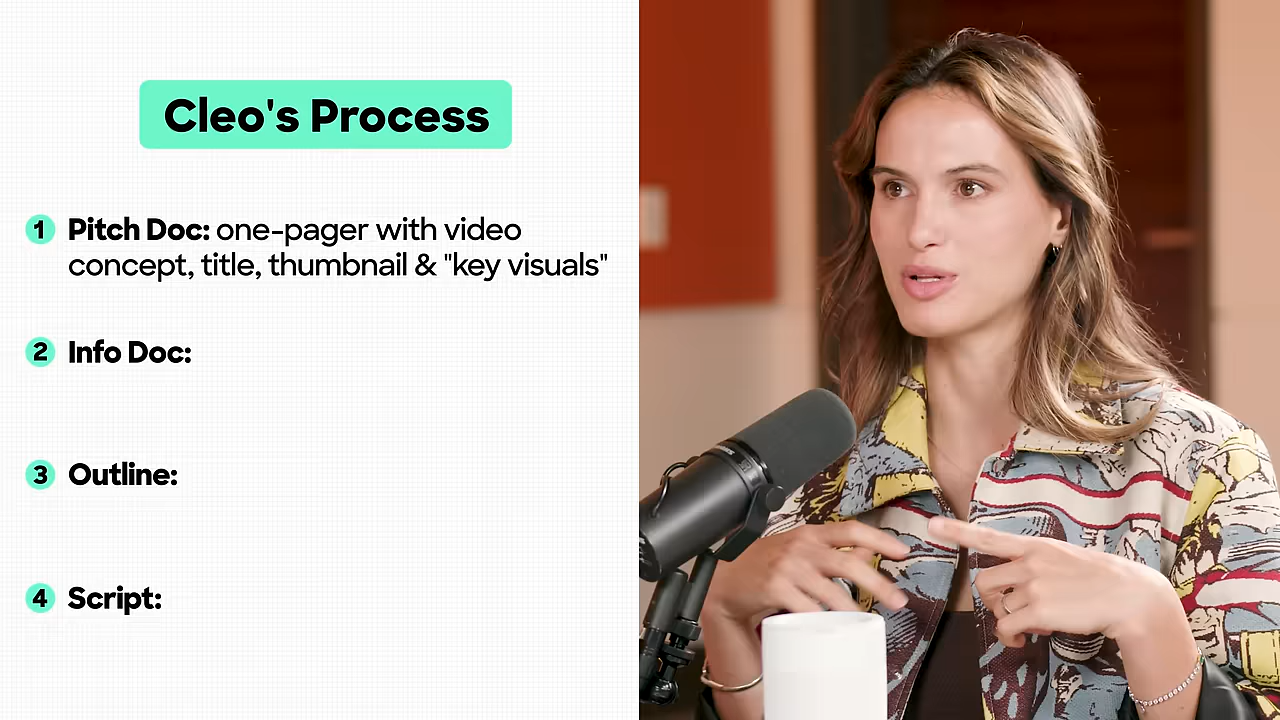 Cleo's Process
1 Pitch Doc: one-pager with video
concept, title, thumbnail & "key visuals"
2 Info Doc:
3 Outline:
4 Script: